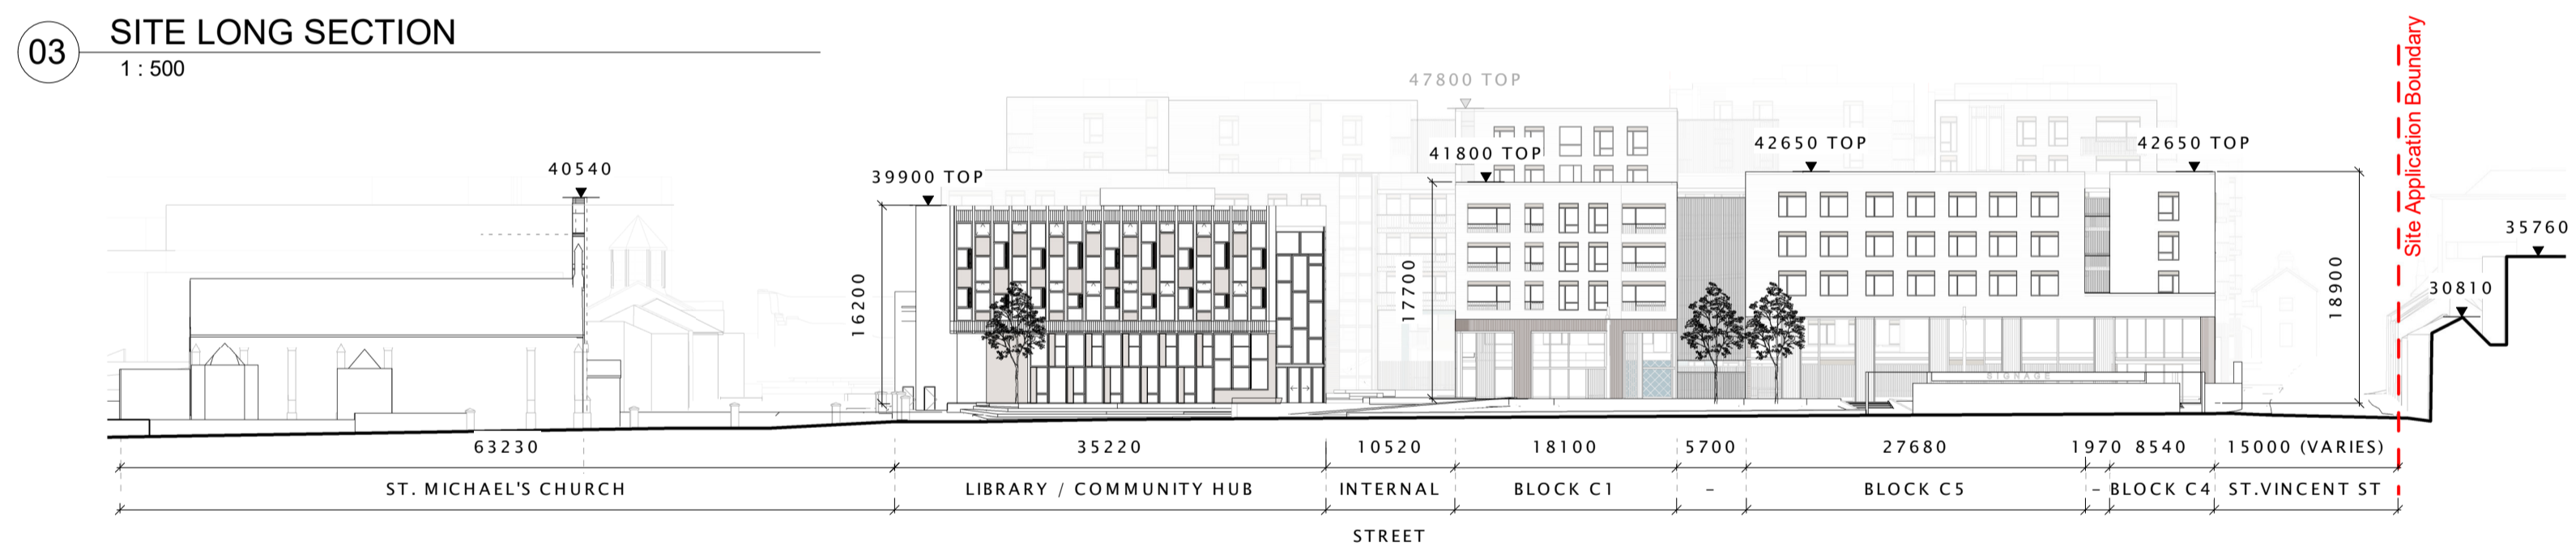 03
SITE LONG SECTION
1 : 500
47800 TOP
41800 TOP
42650 TOP
42650 TOP
40540
39900 TOP
Site Application Boundary
35760
30810
16200
17700
18900
SIGNAGE
63230
35220
10520
18100
5700
27680
1970
8540
15000 (VARIES)
ST. MICHAEL'S CHURCH
LIBRARY / COMMUNITY HUB
INTERNAL
STREET
BLOCK C1
–
BLOCK C5
–
BLOCK C4
ST.VINCENT ST